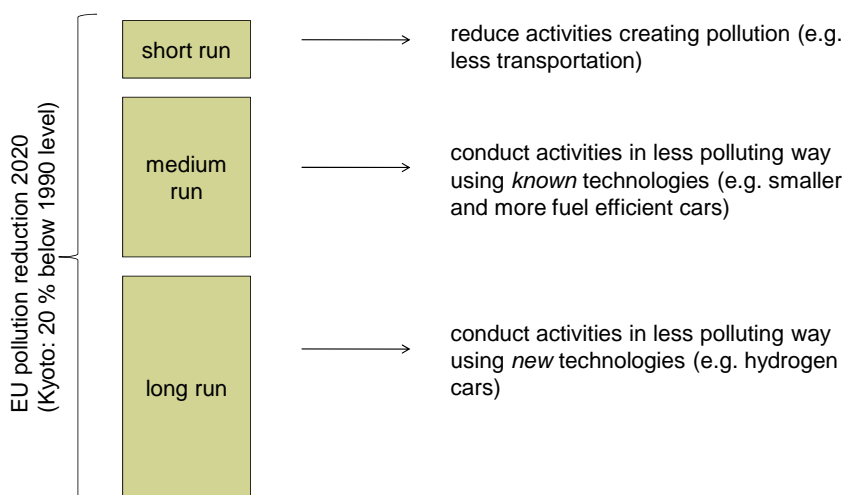 EU pollution reduction 2020
(Kyoto: 20 % below 1990 level)
short run
reduce activities creating pollution (e.g.
less transportation)
medium
run
conduct activities in less polluting way
using known technologies (e.g. smaller
and more fuel efficient cars)
long run
conduct activities in less polluting way
using new technologies (e.g. hydrogen
cars)